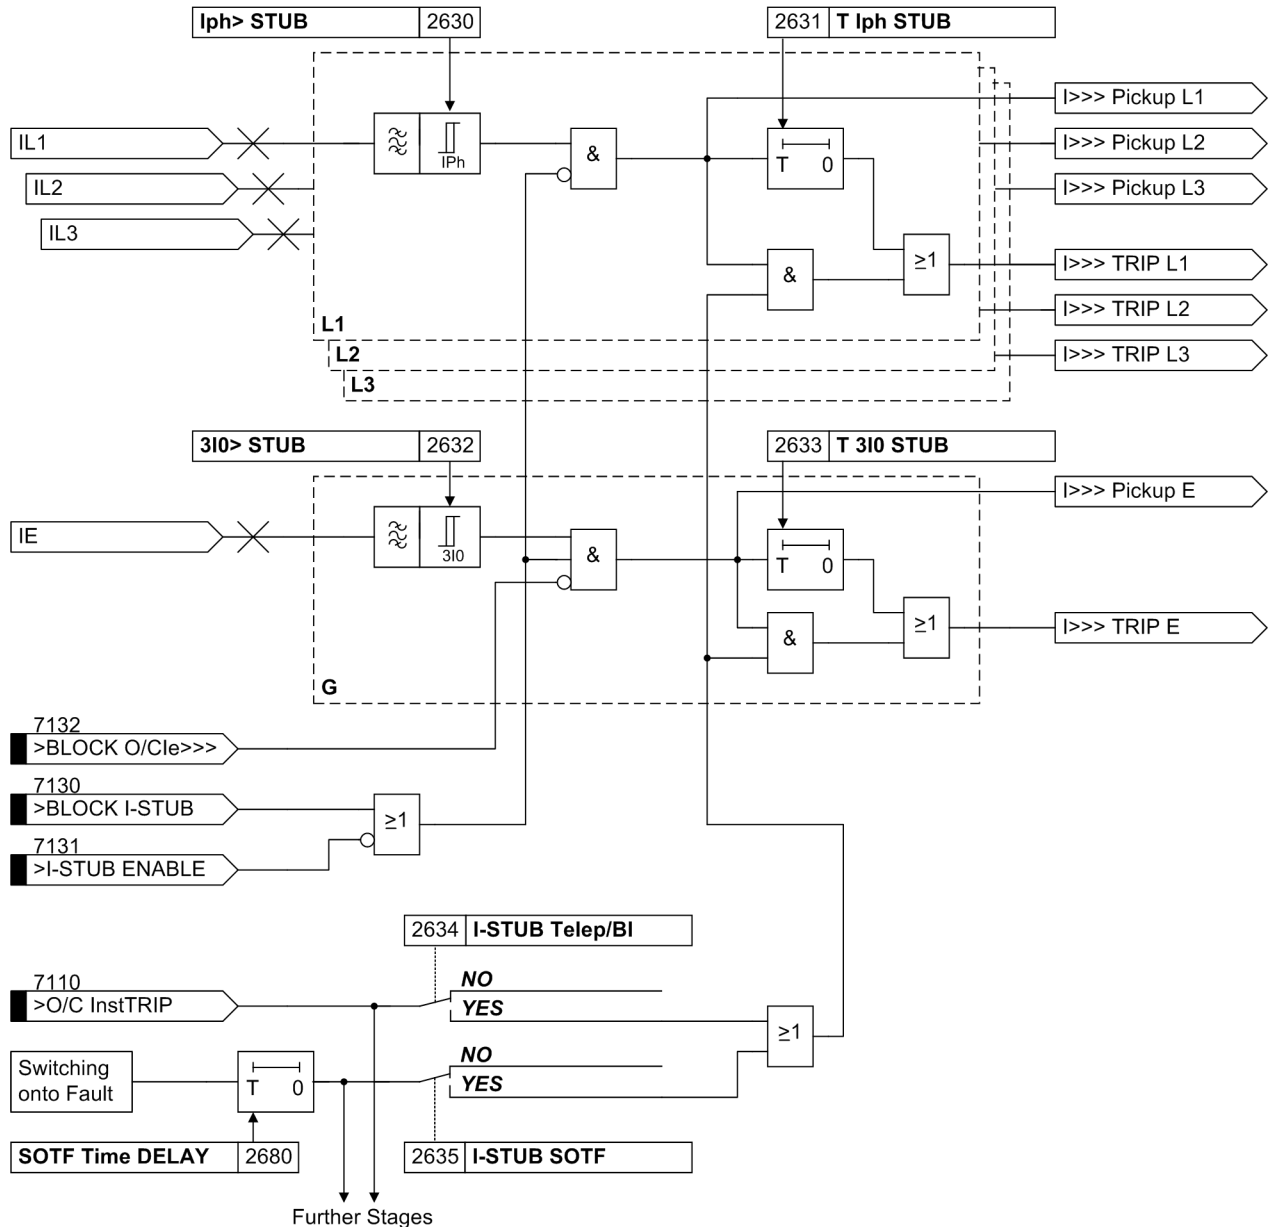 Iph> STUB 2630
2631 T Iph STUB
I>>> Pickup L1
IL1
IPh
&
T 0
I>>> Pickup L2
IL2
I>>> Pickup L3
IL3
&
≥1
I>>> TRIP L1
I>>> TRIP L2
L1
L2
I>>> TRIP L3
L3
3I0> STUB 2632
2633 T 3I0 STUB
I>>> Pickup E
IE
3I0
&
T 0
&
≥1
I>>> TRIP E
G
7132
>BLOCK O/CIe>>>
7130
>BLOCK I-STUB
≥1
7131
>I-STUB ENABLE
2634 I-STUB Telep/BI
7110
>O/C InstTRIP
NO
YES
≥1
Switching
onto Fault
T 0
NO
YES
SOTF Time DELAY 2680
2635 I-STUB SOTF
Further Stages